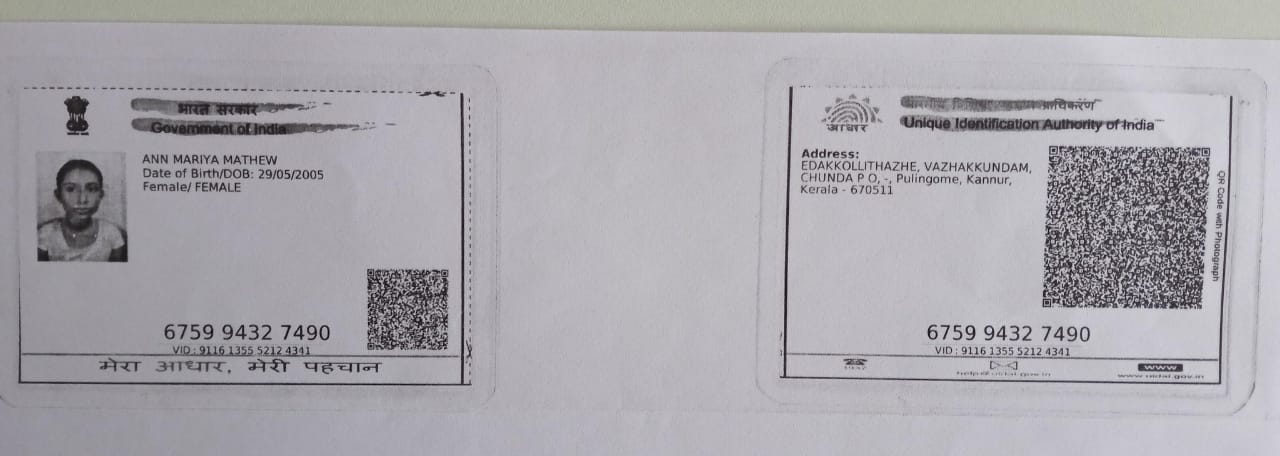 भारत सरकार
Government of India
ANN MARIYA MATHEW
Date of Birth/DOB: 29/05/2005
Female/ FEMALE
6759 9432 7490
VID : 9116 1355 5212 4341
मेरा आधार, मेरी पहचान
आधार
प्राधिकरण
Unique Identification Authority of India
Address:
EDAKKOLLITHAZHE, VAZHAKKUNDAM,
CHUNDA P O, -, Pulingome, Kannur,
Kerala - 670511
QR Code with Photograph
6759 9432 7490
VID : 9116 1355 5212 4341
1947
help@uidai.gov.in
WWW
www.uidai.gov.in